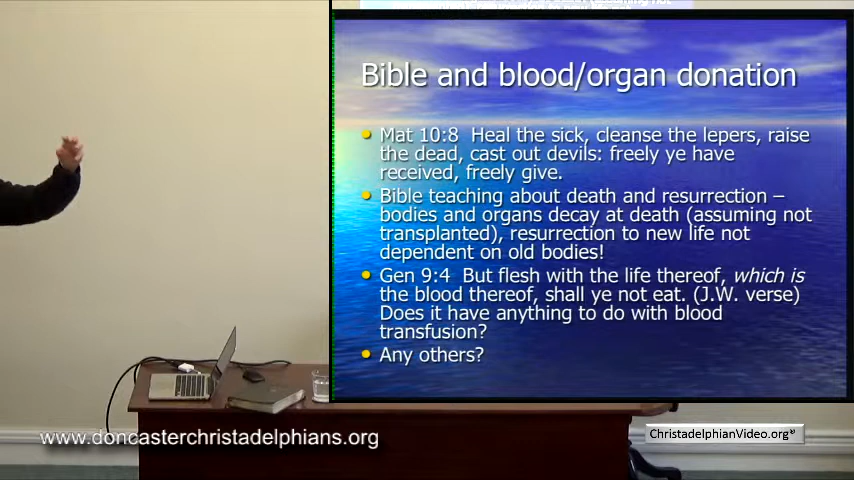 Bible and blood/organ donation
Mat 10:8 Heal the sick, cleanse the lepers, raise
the dead, cast out devils: freely ye have
received, freely give.
Bible teaching about death and resurrection –
bodies and organs decay at death (assuming not
transplanted), resurrection to new life not
dependent on old bodies!
Gen 9:4 But flesh with the life thereof, which is
the blood thereof, shall ye not eat. (J.W. verse)
Does it have anything to do with blood
transfusion?
Any others?
www.doncasterchristadelphians.org
ChristadelphianVideo.org®